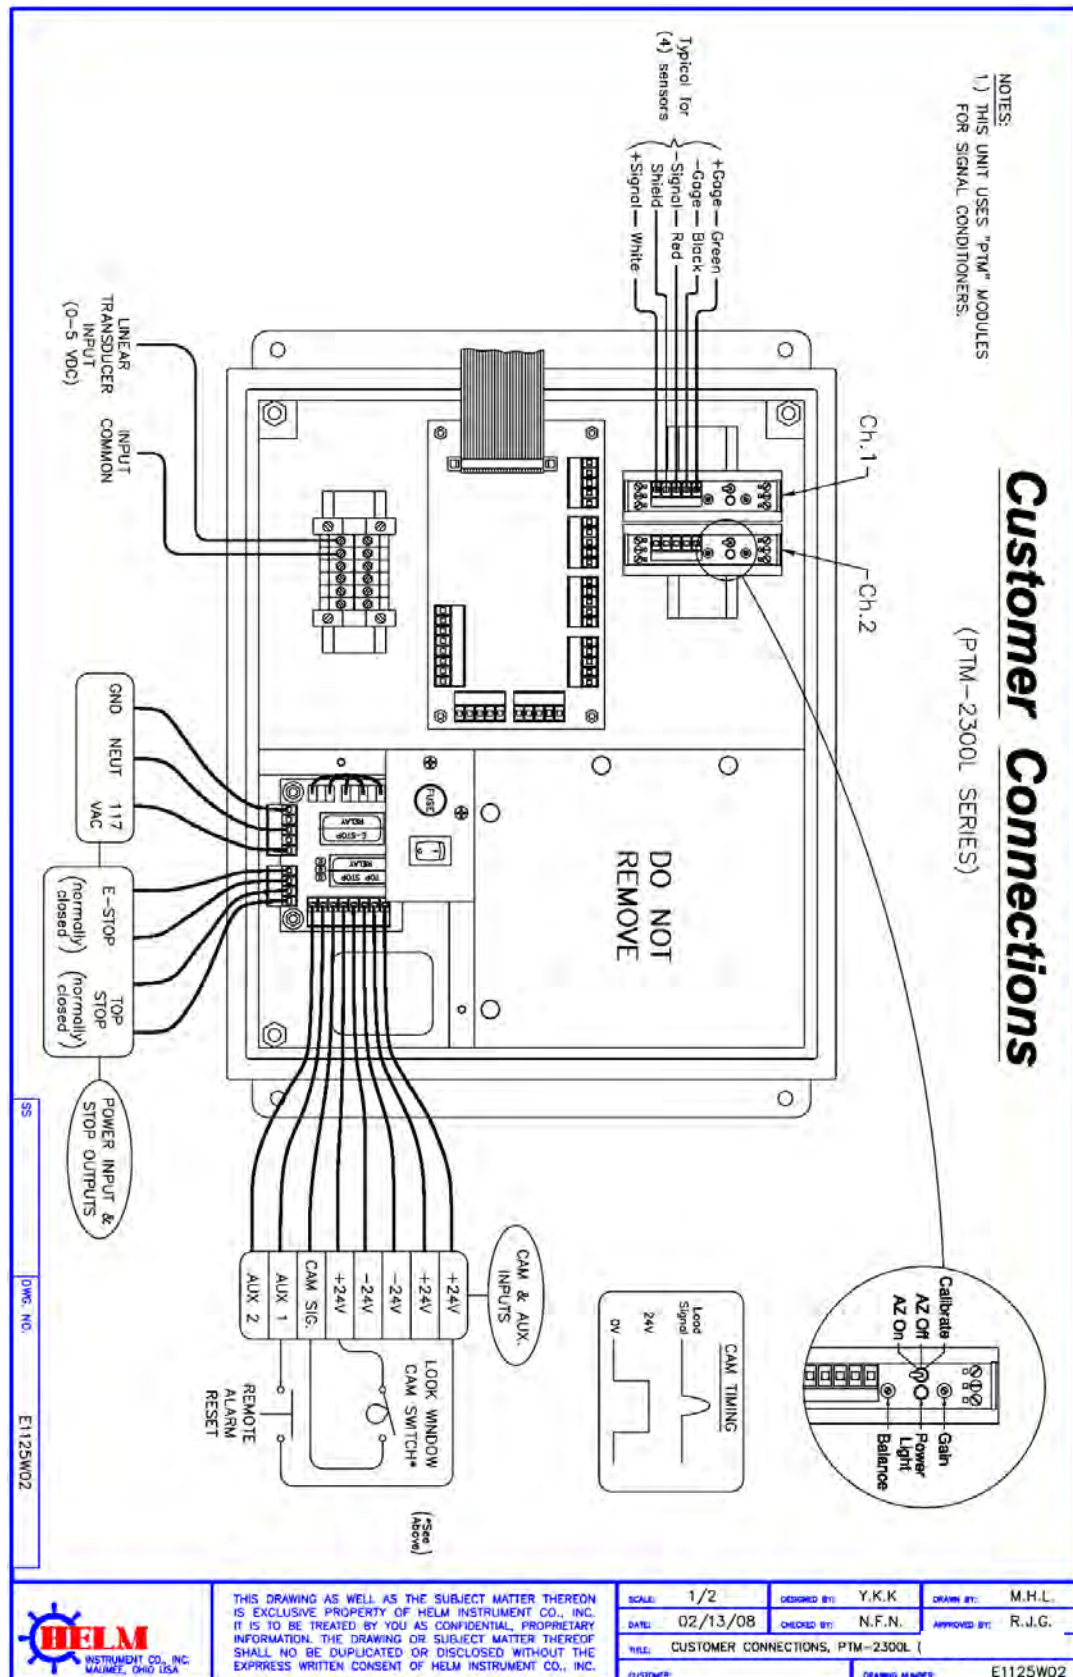 Customer Connections
(PTM-2300L SERIES)
NOTES:
1.) THIS UNIT USES "PTM" MODULES
FOR SIGNAL CONDITIONERS.
Typical for
(4) sensors
+Gage — Green
-Gage — Black
-Signal — Red
Shield
+Signal — White
Ch.1
Ch.2
Calibrate
AZ Off
AZ On
Gain
Power
Light
Balance
LINEAR
TRANSDUCER
INPUT
(0-5 VDC)
INPUT
COMMON
DO NOT
REMOVE
FUSE
E-STOP
RELAY
TOP STOP
RELAY
GND
NEUT
117
VAC
E-STOP
(normally
closed)
TOP
STOP
(normally
closed)
POWER INPUT &
STOP OUTPUTS
CAM & AUX.
INPUTS
+24V
+24V
-24V
-24V
+24V
CAM SIG.
AUX 1
AUX 2
LOOK WINDOW
CAM SWITCH*
(*See
Above)
REMOTE
ALARM
RESET
CAM TIMING
Load
Signal
24V
0V
SS
DWG. NO.
E1125W02
HELM
INSTRUMENT CO., INC.
MAUMEE, OHIO USA
THIS DRAWING AS WELL AS THE SUBJECT MATTER THEREON
IS EXCLUSIVE PROPERTY OF HELM INSTRUMENT CO., INC.
IT IS TO BE TREATED BY YOU AS CONFIDENTIAL, PROPRIETARY
INFORMATION. THE DRAWING OR SUBJECT MATTER THEREOF
SHALL NO BE DUPLICATED OR DISCLOSED WITHOUT THE
EXPRRESS WRITTEN CONSENT OF HELM INSTRUMENT CO., INC.
SCALE: 1/2
DESIGNED BY: Y.K.K
DRAWN BY: M.H.L.
DATE: 02/13/08
CHECKED BY: N.F.N.
APPROVED BY: R.J.G.
TITLE: CUSTOMER CONNECTIONS, PTM-2300L (
CUSTOMER:
DRAWING NUMBER: E1125W02